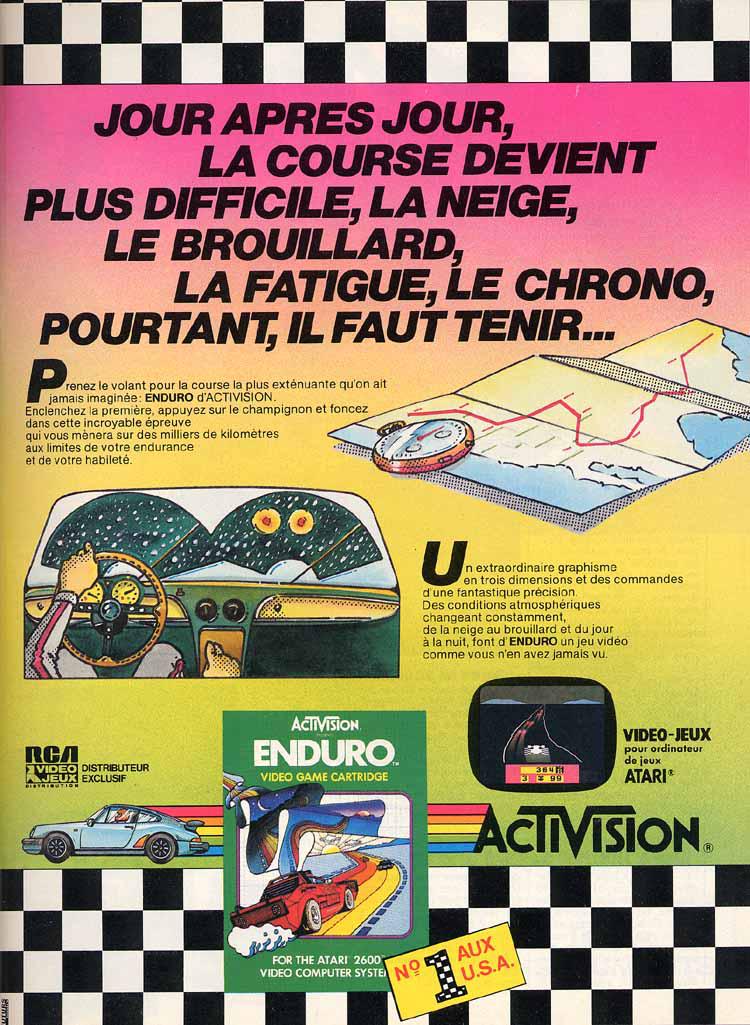 JOUR APRES JOUR,
LA COURSE DEVIENT
PLUS DIFFICILE, LA NEIGE,
LE BROUILLARD,
LA FATIGUE, LE CHRONO,
POURTANT, IL FAUT TENIR...
Prenez le volant pour la course la plus exténuante qu'on ait
jamais imaginée: ENDURO d'ACTIVISION.
Enclenchez la première, appuyez sur le champignon et foncez
dans cette incroyable épreuve
qui vous mènera sur des milliers de kilomètres
aux limites de votre endurance
et de votre habileté.
Un extraordinaire graphisme
en trois dimensions et des commandes
d'une fantastique précision.
Des conditions atmosphériques
changeant constamment,
de la neige au brouillard et du jour
à la nuit, font d'ENDURO un jeu vidéo
comme vous n'en avez jamais vu.
VIDEO-JEUX
pour ordinateur
de jeux
ATARI®
RCA
VIDEO
JEUX
DISTRIBUTION
DISTRIBUTEUR
EXCLUSIF
ACTIVISION
ENDURO™
VIDEO GAME CARTRIDGE
FOR THE ATARI 2600
VIDEO COMPUTER SYSTE
ACTIVISION®
No 1 AUX
U.S.A.